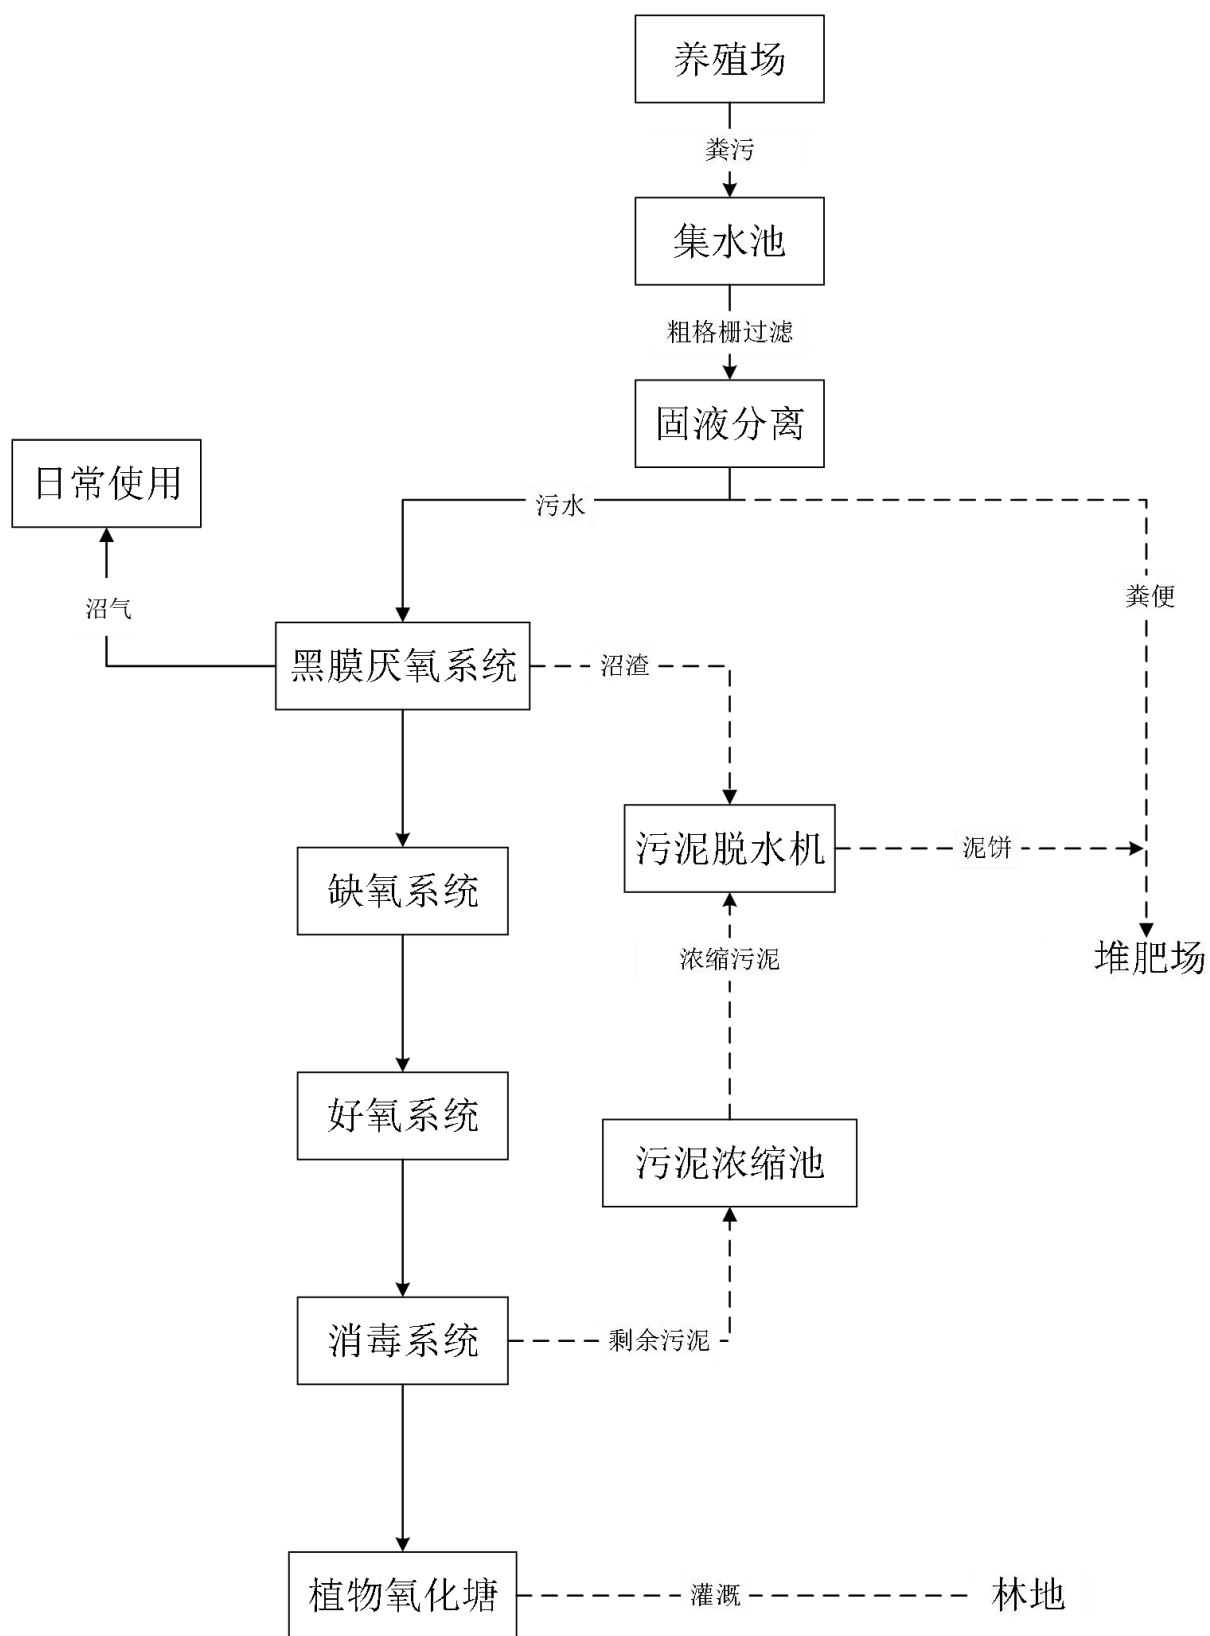 养殖场
粪污
集水池
粗格栅过滤
固液分离
日常使用
污水
粪便
沼气
黑膜厌氧系统
沼渣
污泥脱水机
泥饼
缺氧系统
浓缩污泥
堆肥场
好氧系统
污泥浓缩池
消毒系统
剩余污泥
植物氧化塘
灌溉
林地